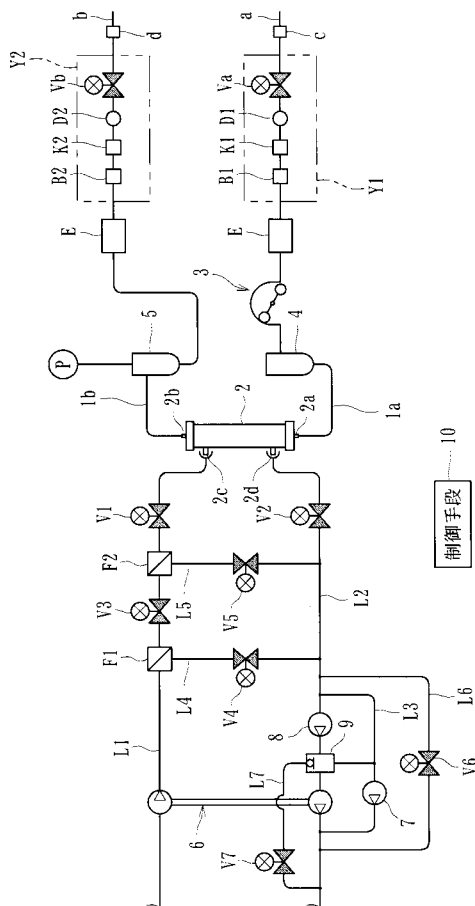 b
d
Y2
Vb
D2
K2
B2
E
a
c
Va
D1
K1
B1
Y1
E
3
P
5
4
1b
2b
2
2a
1a
2c
2d
V1
V2
F2
V3
F1
L5
V5
L4
V4
L2
L1
L6
L3
8
9
L7
V6
7
6
V7
10
制御手段